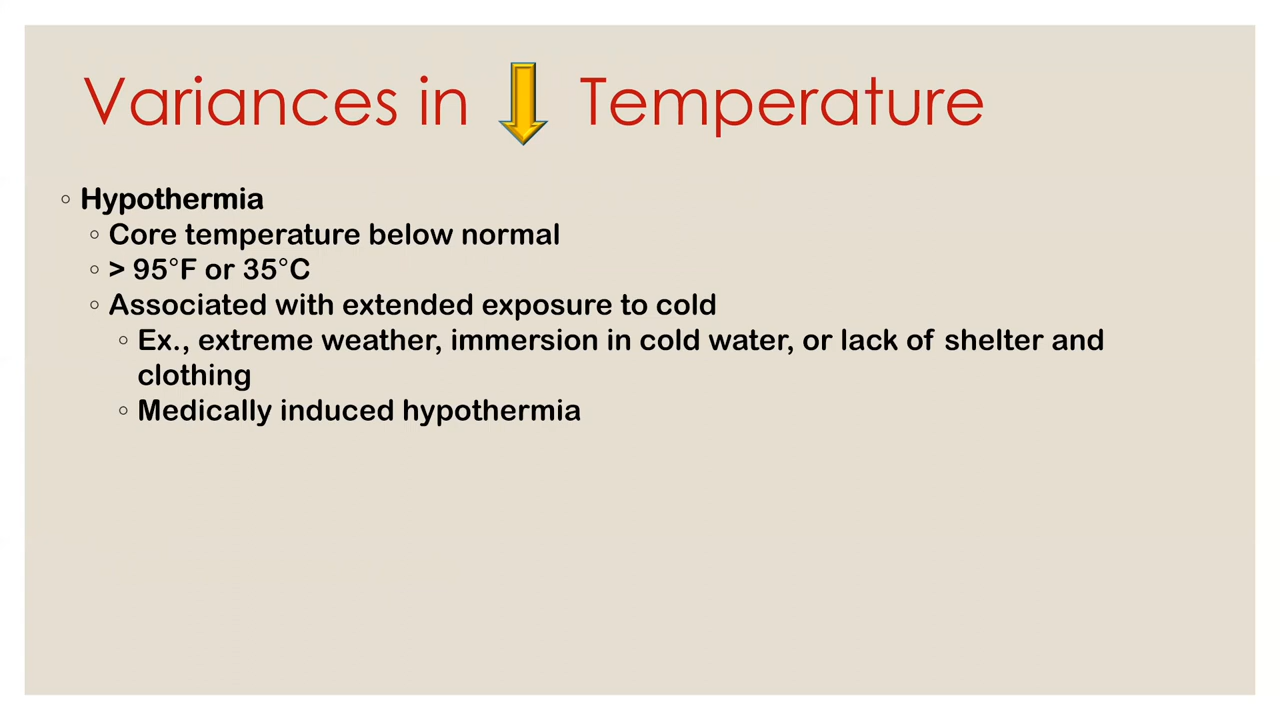 Variances in Temperature
Hypothermia
Core temperature below normal
> 95°F or 35°C
Associated with extended exposure to cold
Ex., extreme weather, immersion in cold water, or lack of shelter and
clothing
Medically induced hypothermia